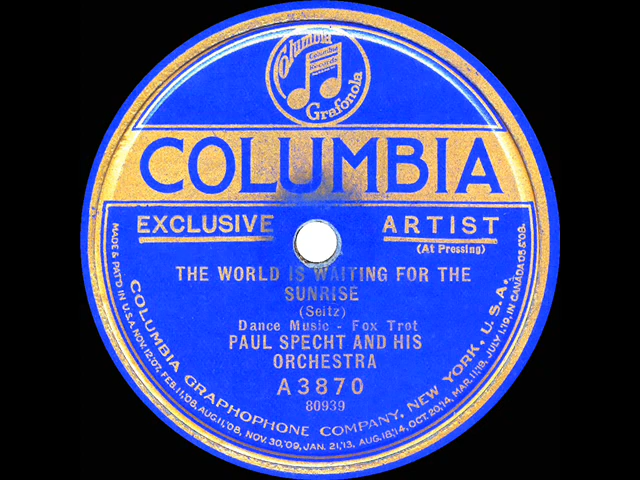 Columbia
Columbia
Records
Grafonola
COLUMBIA
EXCLUSIVE ARTIST
(At Pressing)
THE WORLD IS WAITING FOR THE
SUNRISE
(Seitz)
Dance Music - Fox Trot
PAUL SPECHT AND HIS
ORCHESTRA
A3870
80939
COLUMBIA GRAPHOPHONE COMPANY, NEW YORK, U.S.A.
MADE & PAT'D IN U.S.A. NOV. 12,'07, FEB. 11,'08, AUG. 11,'08, NOV. 30,'09, JAN. 21,'13, AUG. 18,'14, OCT. 20,'14, MAR. 11,'19, JULY 1,'19, IN CANADA '05 & '08.